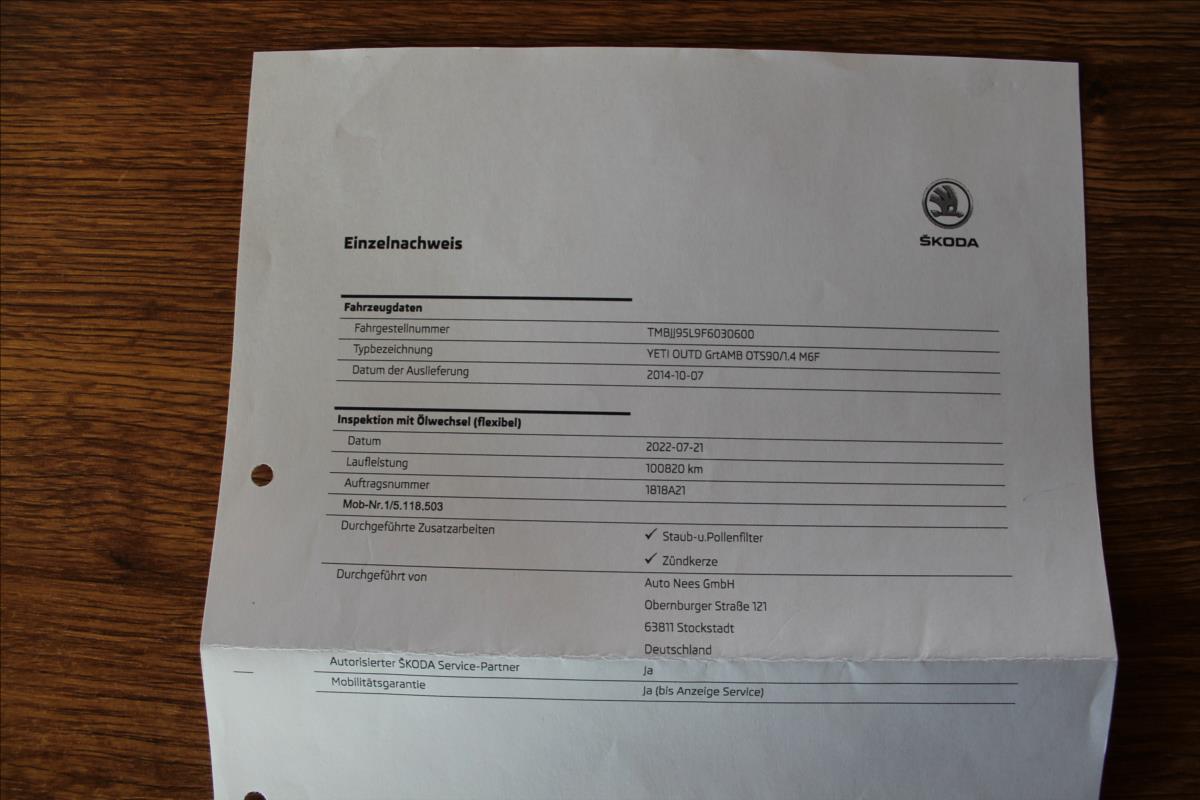 ŠKODA
Einzelnachweis
Fahrzeugdaten
Fahrgestellnummer TMBJJ95L9F6030600
Typbezeichnung YETI OUTD GrtAMB OTS90/1.4 M6F
Datum der Auslieferung 2014-10-07
Inspektion mit Ölwechsel (flexibel)
Datum 2022-07-21
Laufleistung 100820 km
Auftragsnummer 1818A21
Mob-Nr.1/5.118.503
Durchgeführte Zusatzarbeiten ✓ Staub-u.Pollenfilter
✓ Zündkerze
Durchgeführt von Auto Nees GmbH
Obernburger Straße 121
63811 Stockstadt
Deutschland
Autorisierter ŠKODA Service-Partner Ja
Mobilitätsgarantie Ja (bis Anzeige Service)